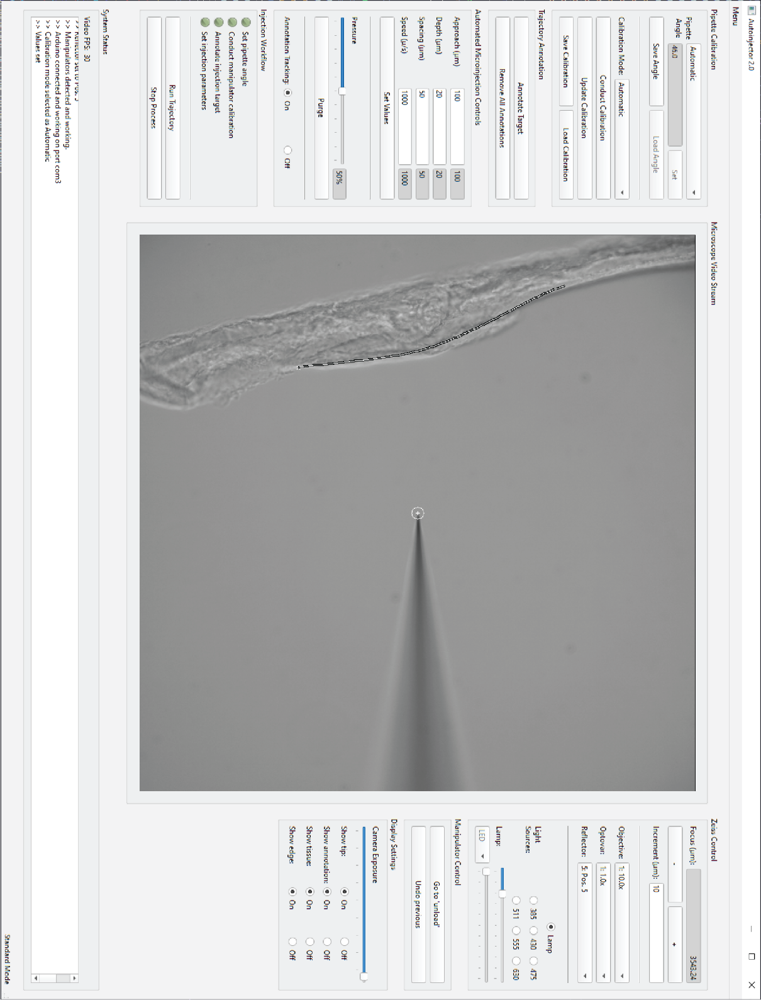 Autoinjector 2.0
Menu
Pipette Calibration
Pipette Angle
Automatic
46.0
Set
Save Angle
Load Angle
Calibration Mode:
Automatic
Conduct Calibration
Update Calibration
Save Calibration
Load Calibration
Trajectory Annotation
Annotate Target
Remove All Annotations
Automated Microinjection Controls
Approach (µm)
100
100
Depth (µm)
20
20
Spacing (µm)
50
50
Speed (µ/s)
1000
1000
Set Values
Pressure
50%
Purge
Annotation Tracking:
On
Off
Injection Workflow
Set pipette angle
Conduct manipulator calibration
Annotate injection target
Set injection parameters
Run Trajectory
Stop Process
Microscope Video Stream
Zeiss Control
Focus (µm):
3543.24
-
+
Increment (µm):
10
Objective:
1: 10.0x
Optovar:
1: 1.0x
Reflector:
5: Pos. 5
Light Sources:
Lamp
385
430
475
511
555
630
Lamp:
LED
Manipulator Control
Go to 'unload'
Undo previous
Display Settings
Camera Exposure
Show tip:
On
Off
Show annotation:
On
Off
Show tissue:
On
Off
Show edge:
On
Off
System Status
Video FPS: 30
>> Reflector set to Pos. 5
>> Manipulators detected and working.
>> Arduino connected and working on port com3
>> Calibration mode selected as Automatic
>> Values set
Standard Mode